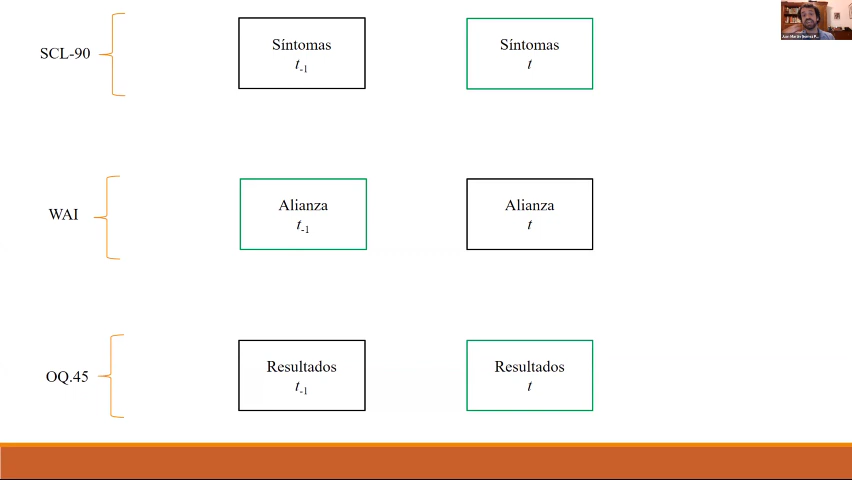 SCL-90
Síntomas
t-1
Síntomas
t
WAI
Alianza
t-1
Alianza
t
OQ.45
Resultados
t-1
Resultados
t